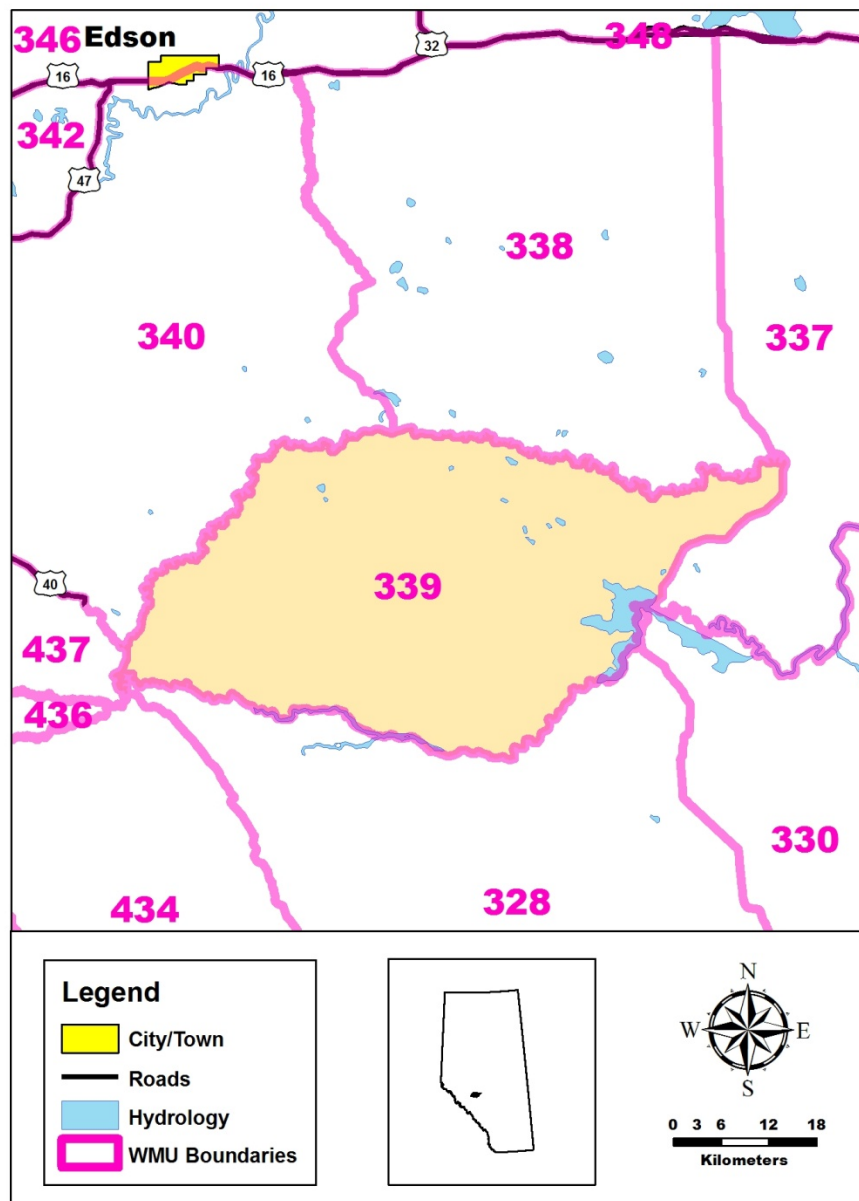 346 Edson
32
348
16
16
342
47
338
340
337
339
40
437
436
330
434
328
Legend
City/Town
Roads
Hydrology
WMU Boundaries
N
W E
S
0 3 6 12 18
Kilometers